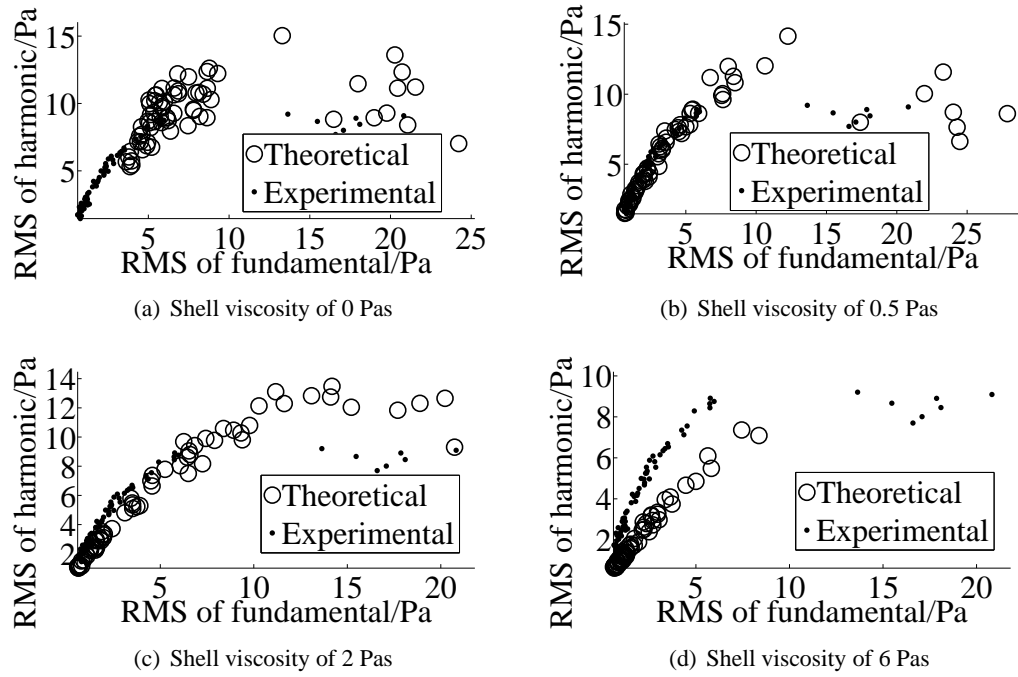 (a)
RMS of harmonic/Pa
15
10
5
Theoretical
Experimental
5 10 15 20 25
RMS of fundamental/Pa
(a) Shell viscosity of 0 Pas
(b)
RMS of harmonic/Pa
15
10
5
Theoretical
Experimental
5 10 15 20 25
RMS of fundamental/Pa
(b) Shell viscosity of 0.5 Pas
(c)
RMS of harmonic/Pa
14
12
10
8
6
4
2
Theoretical
Experimental
5 10 15 20
RMS of fundamental/Pa
(c) Shell viscosity of 2 Pas
(d)
RMS of harmonic/Pa
10
8
6
4
2
Theoretical
Experimental
5 10 15 20
RMS of fundamental/Pa
(d) Shell viscosity of 6 Pas